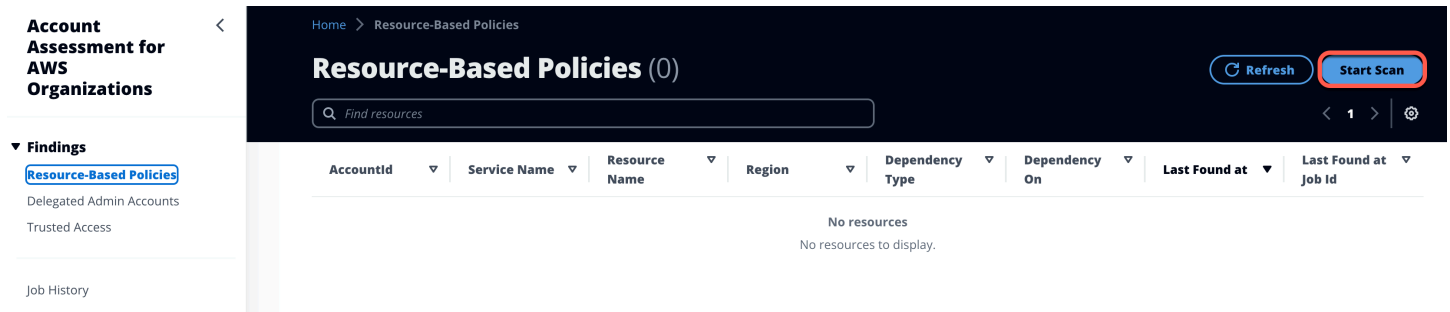 Account
Assessment for
AWS
Organizations
Findings
Resource-Based Policies
Delegated Admin Accounts
Trusted Access
Job History
Home > Resource-Based Policies
Resource-Based Policies (0)
Refresh
Start Scan
Find resources
1
AccountId
Service Name
Resource
Name
Region
Dependency
Type
Dependency
On
Last Found at
Last Found at
Job Id
No resources
No resources to display.